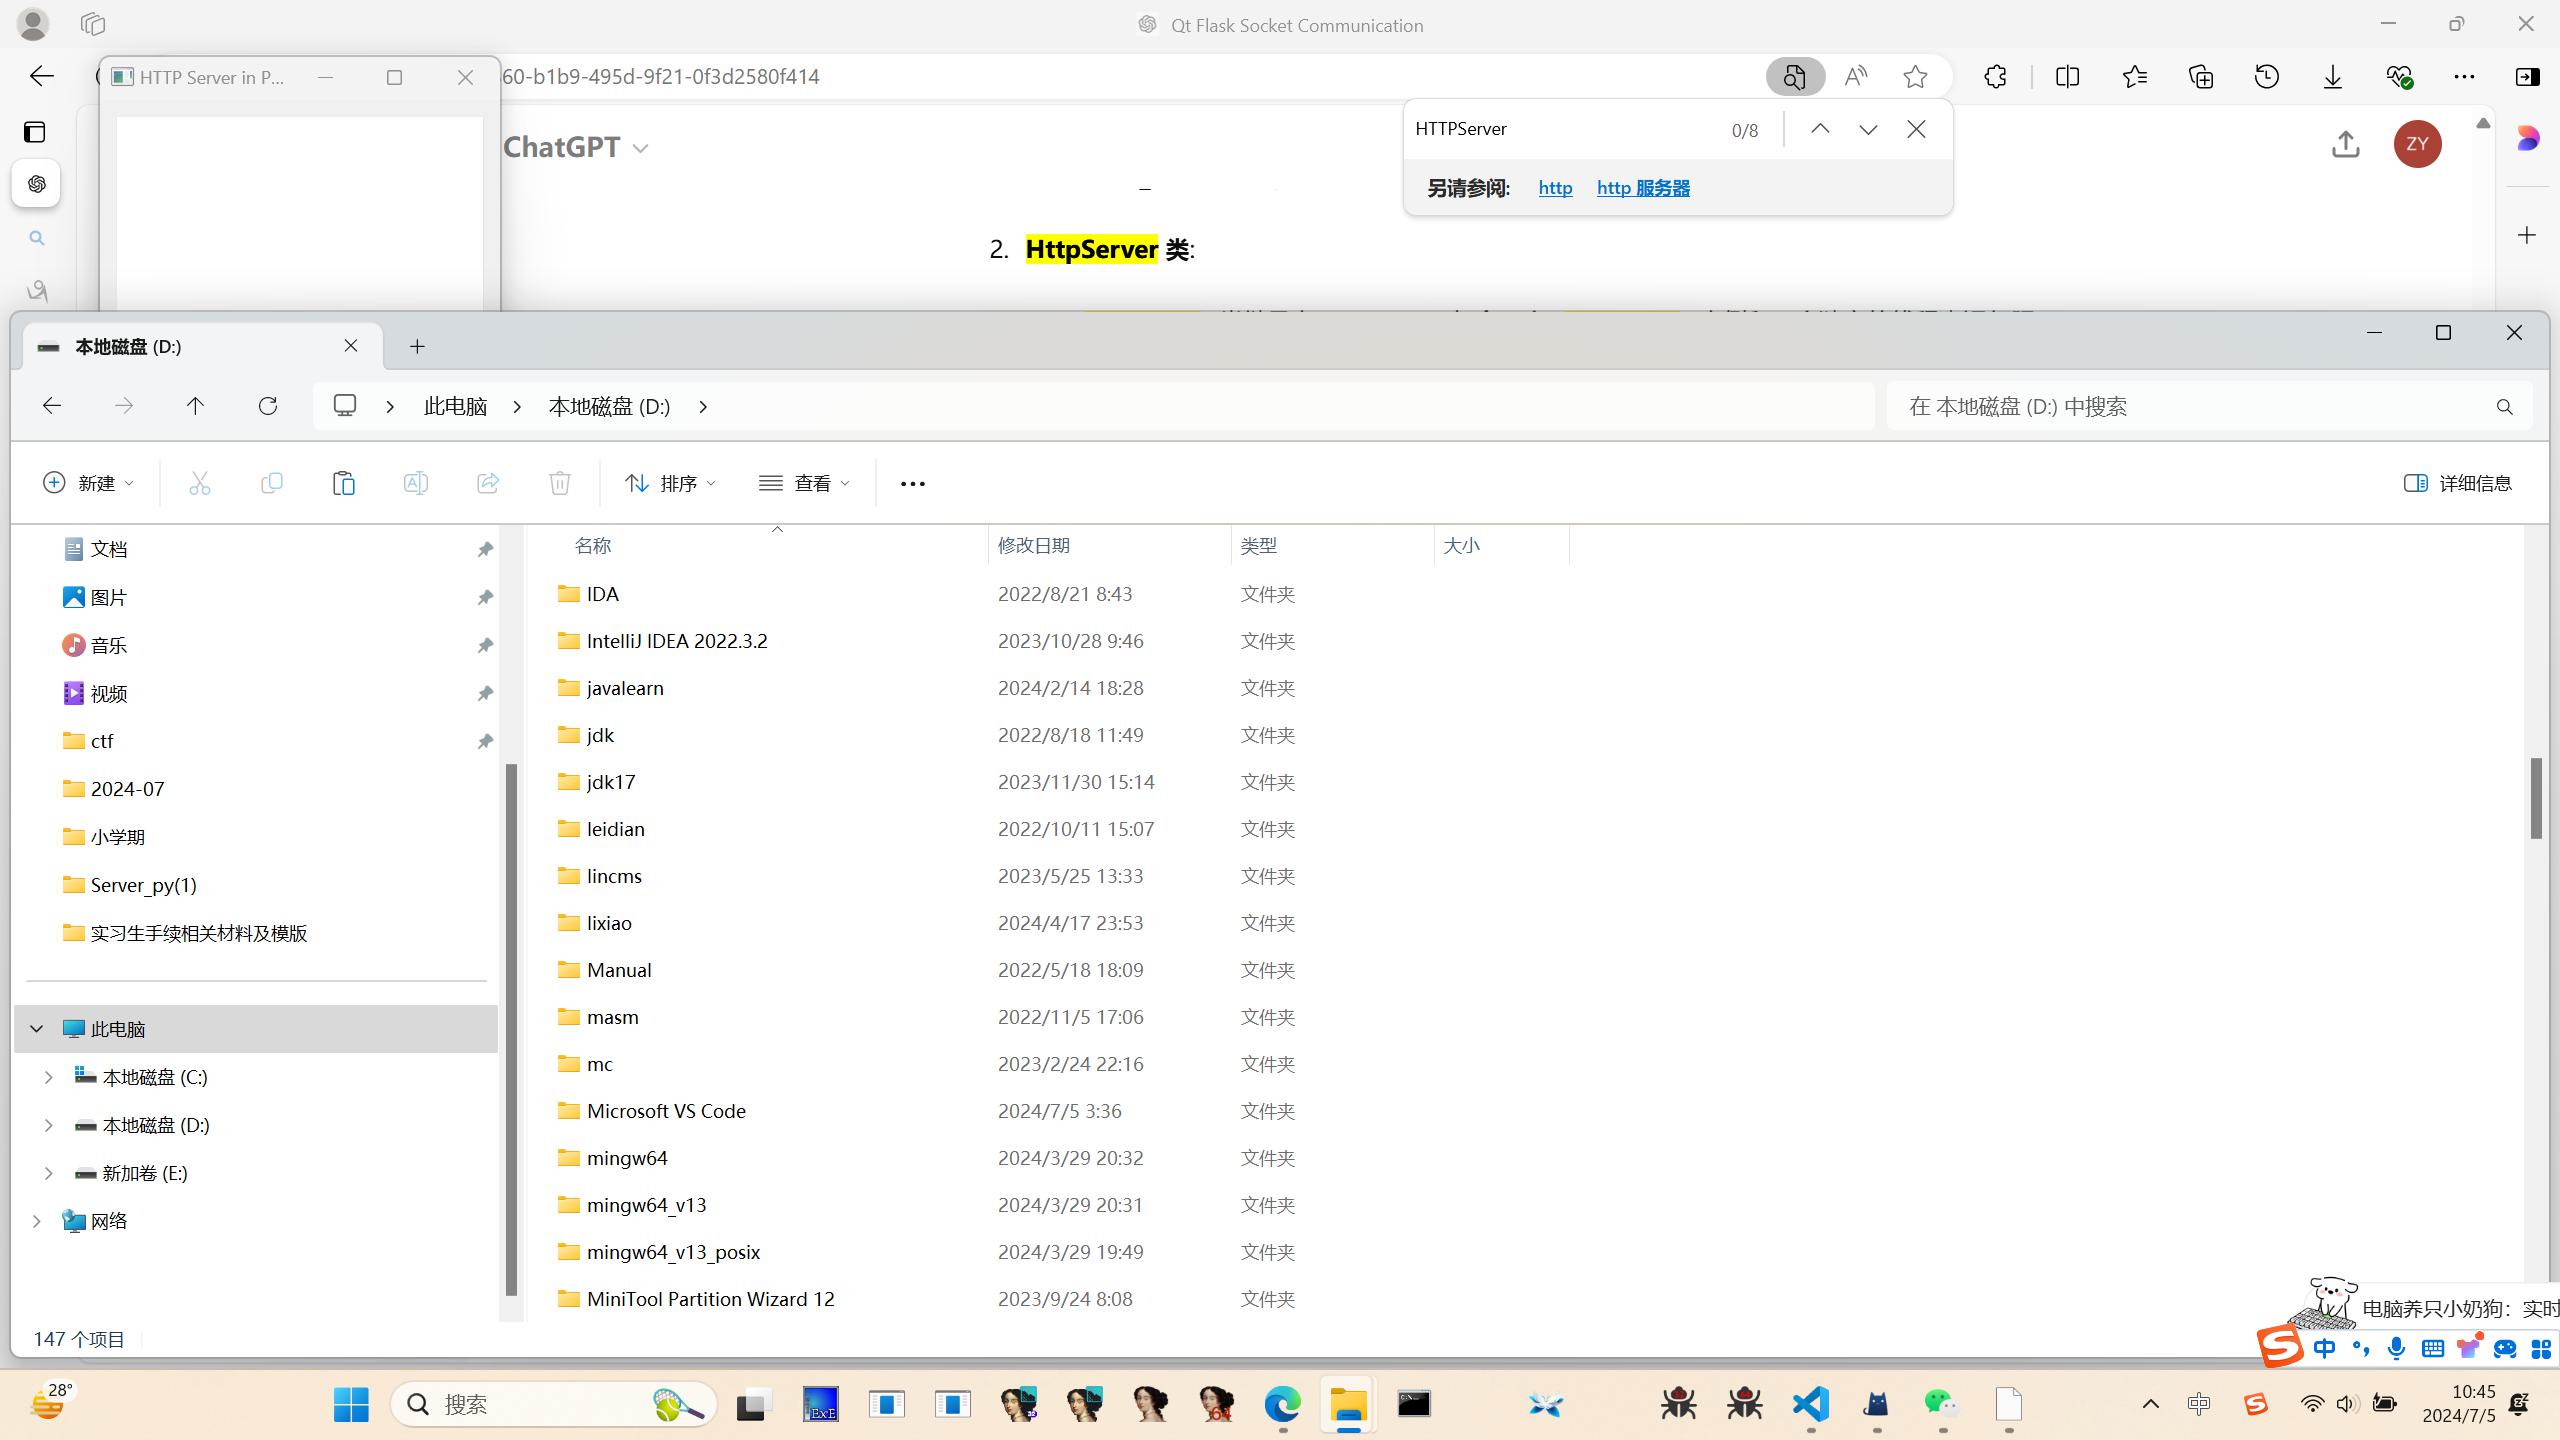 Qt Flask Socket Communication
HTTP Server in P...
60-b1b9-495d-9f21-0f3d2580f414
ChatGPT
HTTPServer
0/8
ZY
另请参阅: http http 服务器
2. HttpServer 类:
本地磁盘 (D:)
此电脑
本地磁盘 (D:)
在 本地磁盘 (D:) 中搜索
新建
排序
查看
详细信息
名称 修改日期 类型 大小
文档
图片
音乐
视频
ctf
2024-07
小学期
Server_py(1)
实习生手续相关材料及模版
此电脑
本地磁盘 (C:)
本地磁盘 (D:)
新加卷 (E:)
网络
IDA 2022/8/21 8:43 文件夹
IntelliJ IDEA 2022.3.2 2023/10/28 9:46 文件夹
javalearn 2024/2/14 18:28 文件夹
jdk 2022/8/18 11:49 文件夹
jdk17 2023/11/30 15:14 文件夹
leidian 2022/10/11 15:07 文件夹
lincms 2023/5/25 13:33 文件夹
lixiao 2024/4/17 23:53 文件夹
Manual 2022/5/18 18:09 文件夹
masm 2022/11/5 17:06 文件夹
mc 2023/2/24 22:16 文件夹
Microsoft VS Code 2024/7/5 3:36 文件夹
mingw64 2024/3/29 20:32 文件夹
mingw64_v13 2024/3/29 20:31 文件夹
mingw64_v13_posix 2024/3/29 19:49 文件夹
MiniTool Partition Wizard 12 2023/9/24 8:08 文件夹
147 个项目
电脑养只小奶狗：实时
中
28°
搜索
ExE
64
中
10:45
2024/7/5